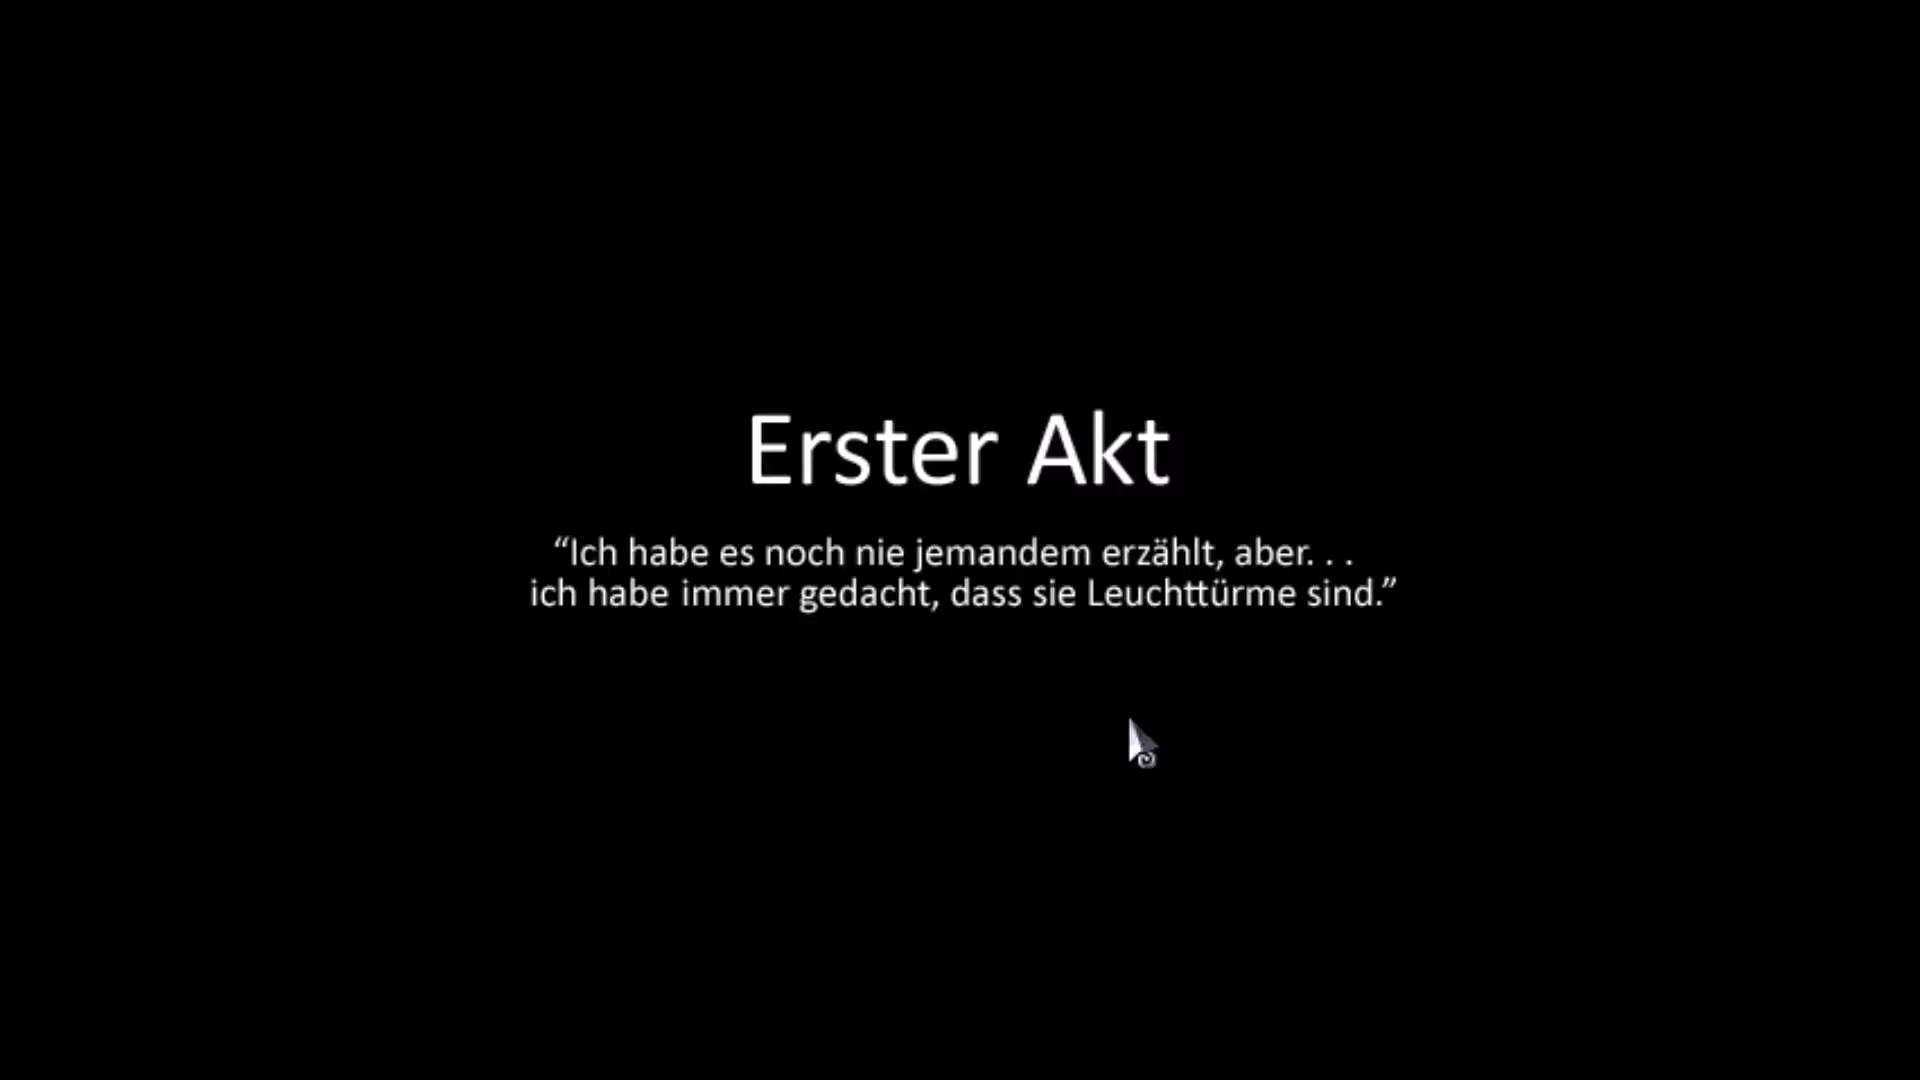 Erster Akt
“Ich habe es noch nie jemandem erzählt, aber. . .
ich habe immer gedacht, dass sie Leuchttürme sind.”